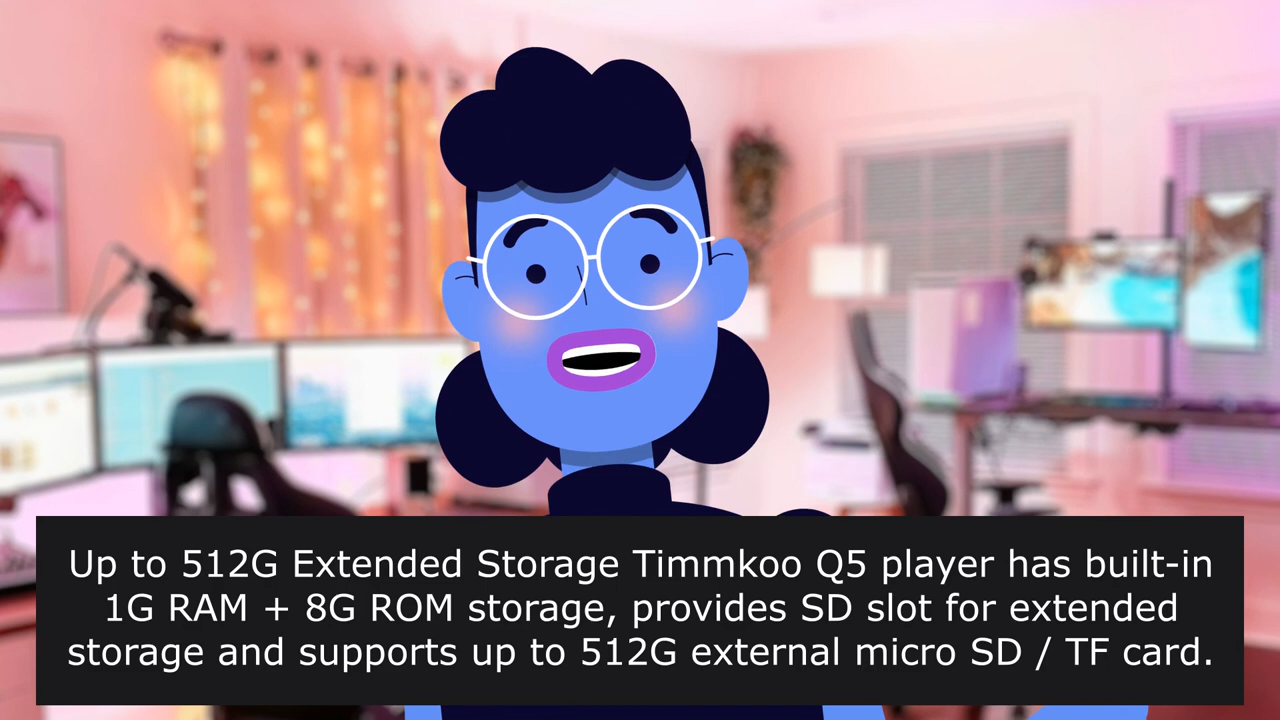 Up to 512G Extended Storage Timmkoo Q5 player has built-in
1G RAM + 8G ROM storage, provides SD slot for extended
storage and supports up to 512G external micro SD / TF card.